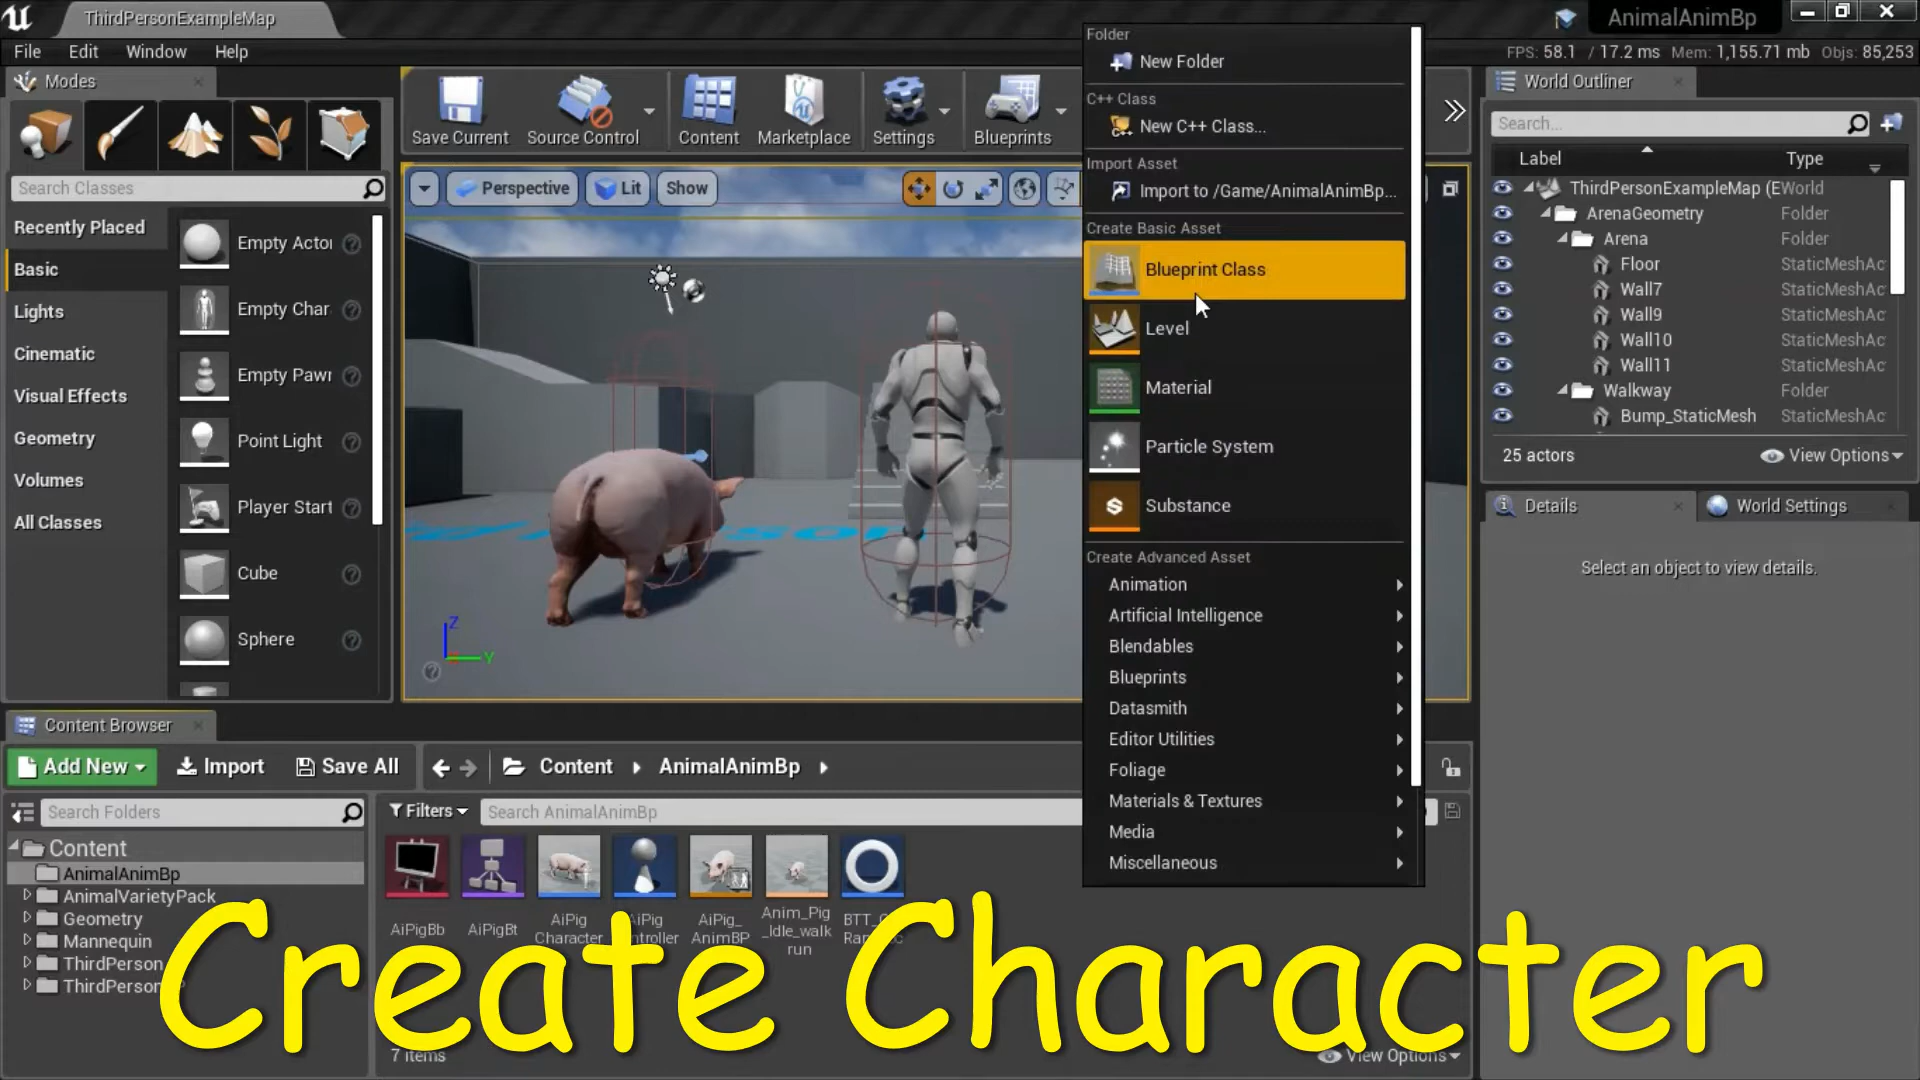 ThirdPersonExampleMap
AnimalAnimBp
File Edit Window Help
FPS: 58.1 / 17.2 ms Mem: 1,155.71 mb Objs: 85,253
Modes
Search Classes
Recently Placed
Basic
Lights
Cinematic
Visual Effects
Geometry
Volumes
All Classes
Empty Actor
Empty Char
Empty Pawn
Point Light
Player Start
Cube
Sphere
Save Current
Source Control
Content
Marketplace
Settings
Blueprints
Perspective
Lit
Show
Z
Y
Folder
New Folder
C++ Class
New C++ Class...
Import Asset
Import to /Game/AnimalAnimBp...
Create Basic Asset
Blueprint Class
Level
Material
Particle System
Substance
Create Advanced Asset
Animation
Artificial Intelligence
Blendables
Blueprints
Datasmith
Editor Utilities
Foliage
Materials & Textures
Media
Miscellaneous
World Outliner
Search...
Label Type
ThirdPersonExampleMap (E World
ArenaGeometry Folder
Arena Folder
Floor StaticMeshAc
Wall7 StaticMeshAc
Wall9 StaticMeshAc
Wall10 StaticMeshAc
Wall11 StaticMeshAc
Walkway Folder
Bump_StaticMesh StaticMeshAc
25 actors View Options
Details World Settings
Select an object to view details.
Content Browser
Add New Import Save All Content AnimalAnimBp
Search Folders
Content
AnimalAnimBp
AnimalVarietyPack
Geometry
Mannequin
ThirdPerson
ThirdPerson
Filters Search AnimalAnimBp
AiPigBb
AiPigBt
AiPig
Character
AiPig
AiPig_
AnimBP
Anim_Pig
_Idle_walk
run
7 items View Options
Create Character